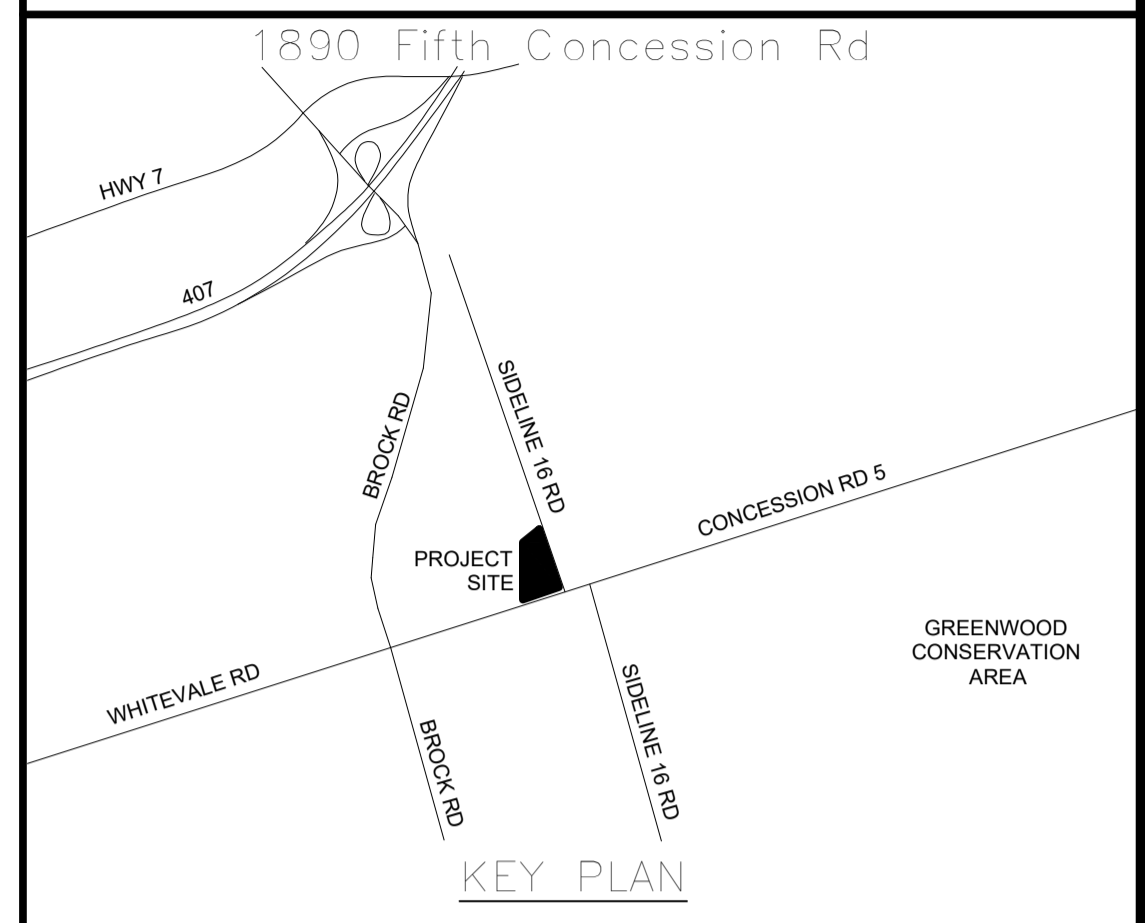 1890 Fifth Concession Rd
HWY 7
407
SIDELINE 16 RD
BROCK RD
CONCESSION RD 5
PROJECT
SITE
GREENWOOD
CONSERVATION
AREA
WHITEVALE RD
SIDELINE 16 RD
BROCK RD
KEY PLAN